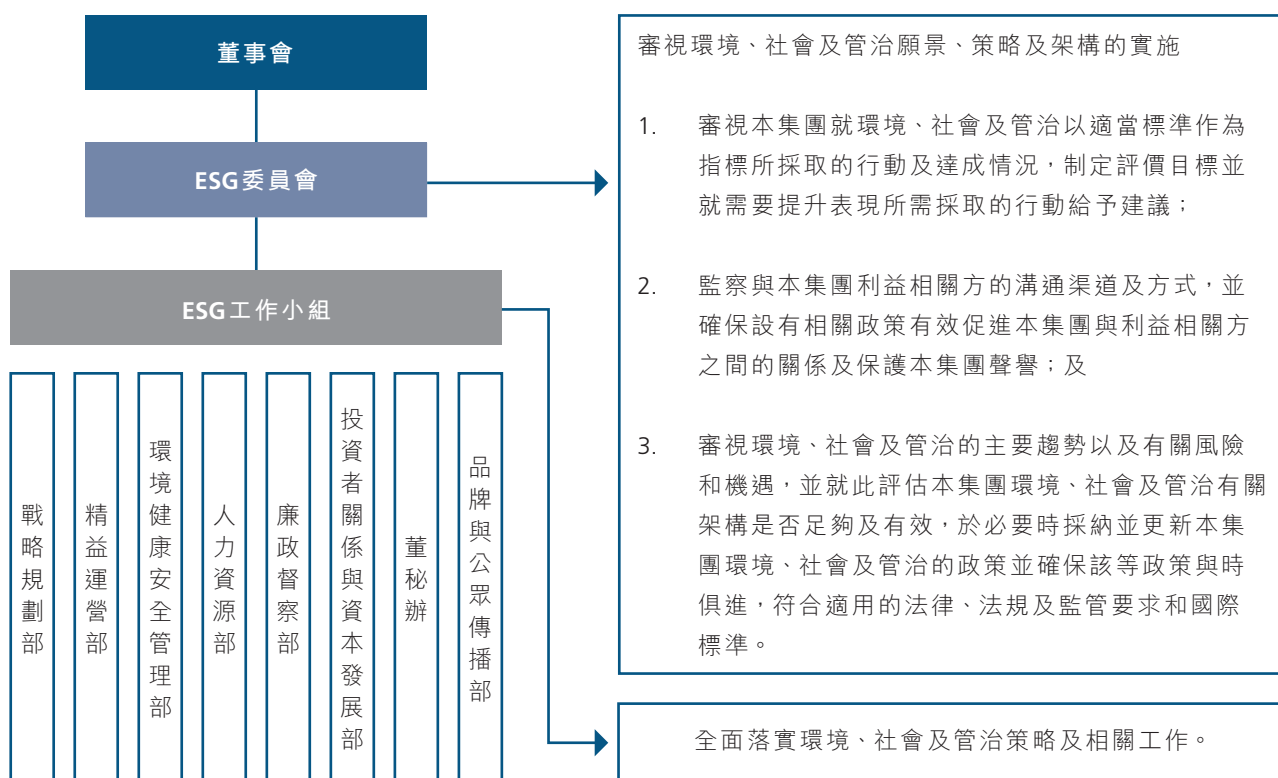 董事會
ESG委員會
ESG工作小組
戰略規劃部
精益運營部
環境健康安全管理部
人力資源部
廉政督察部
投資者關係與資本發展部
董秘辦
品牌與公眾傳播部
審視環境、社會及管治願景、策略及架構的實施
1. 審視本集團就環境、社會及管治以適當標準作為
指標所採取的行動及達成情況，制定評價目標並
就需要提升表現所需採取的行動給予建議；
2. 監察與本集團利益相關方的溝通渠道及方式，並
確保設有相關政策有效促進本集團與利益相關方
之間的關係及保護本集團聲譽；及
3. 審視環境、社會及管治的主要趨勢以及有關風險
和機遇，並就此評估本集團環境、社會及管治有關
架構是否足夠及有效，於必要時採納並更新本集
團環境、社會及管治的政策並確保該等政策與時
俱進，符合適用的法律、法規及監管要求和國際
標準。
全面落實環境、社會及管治策略及相關工作。